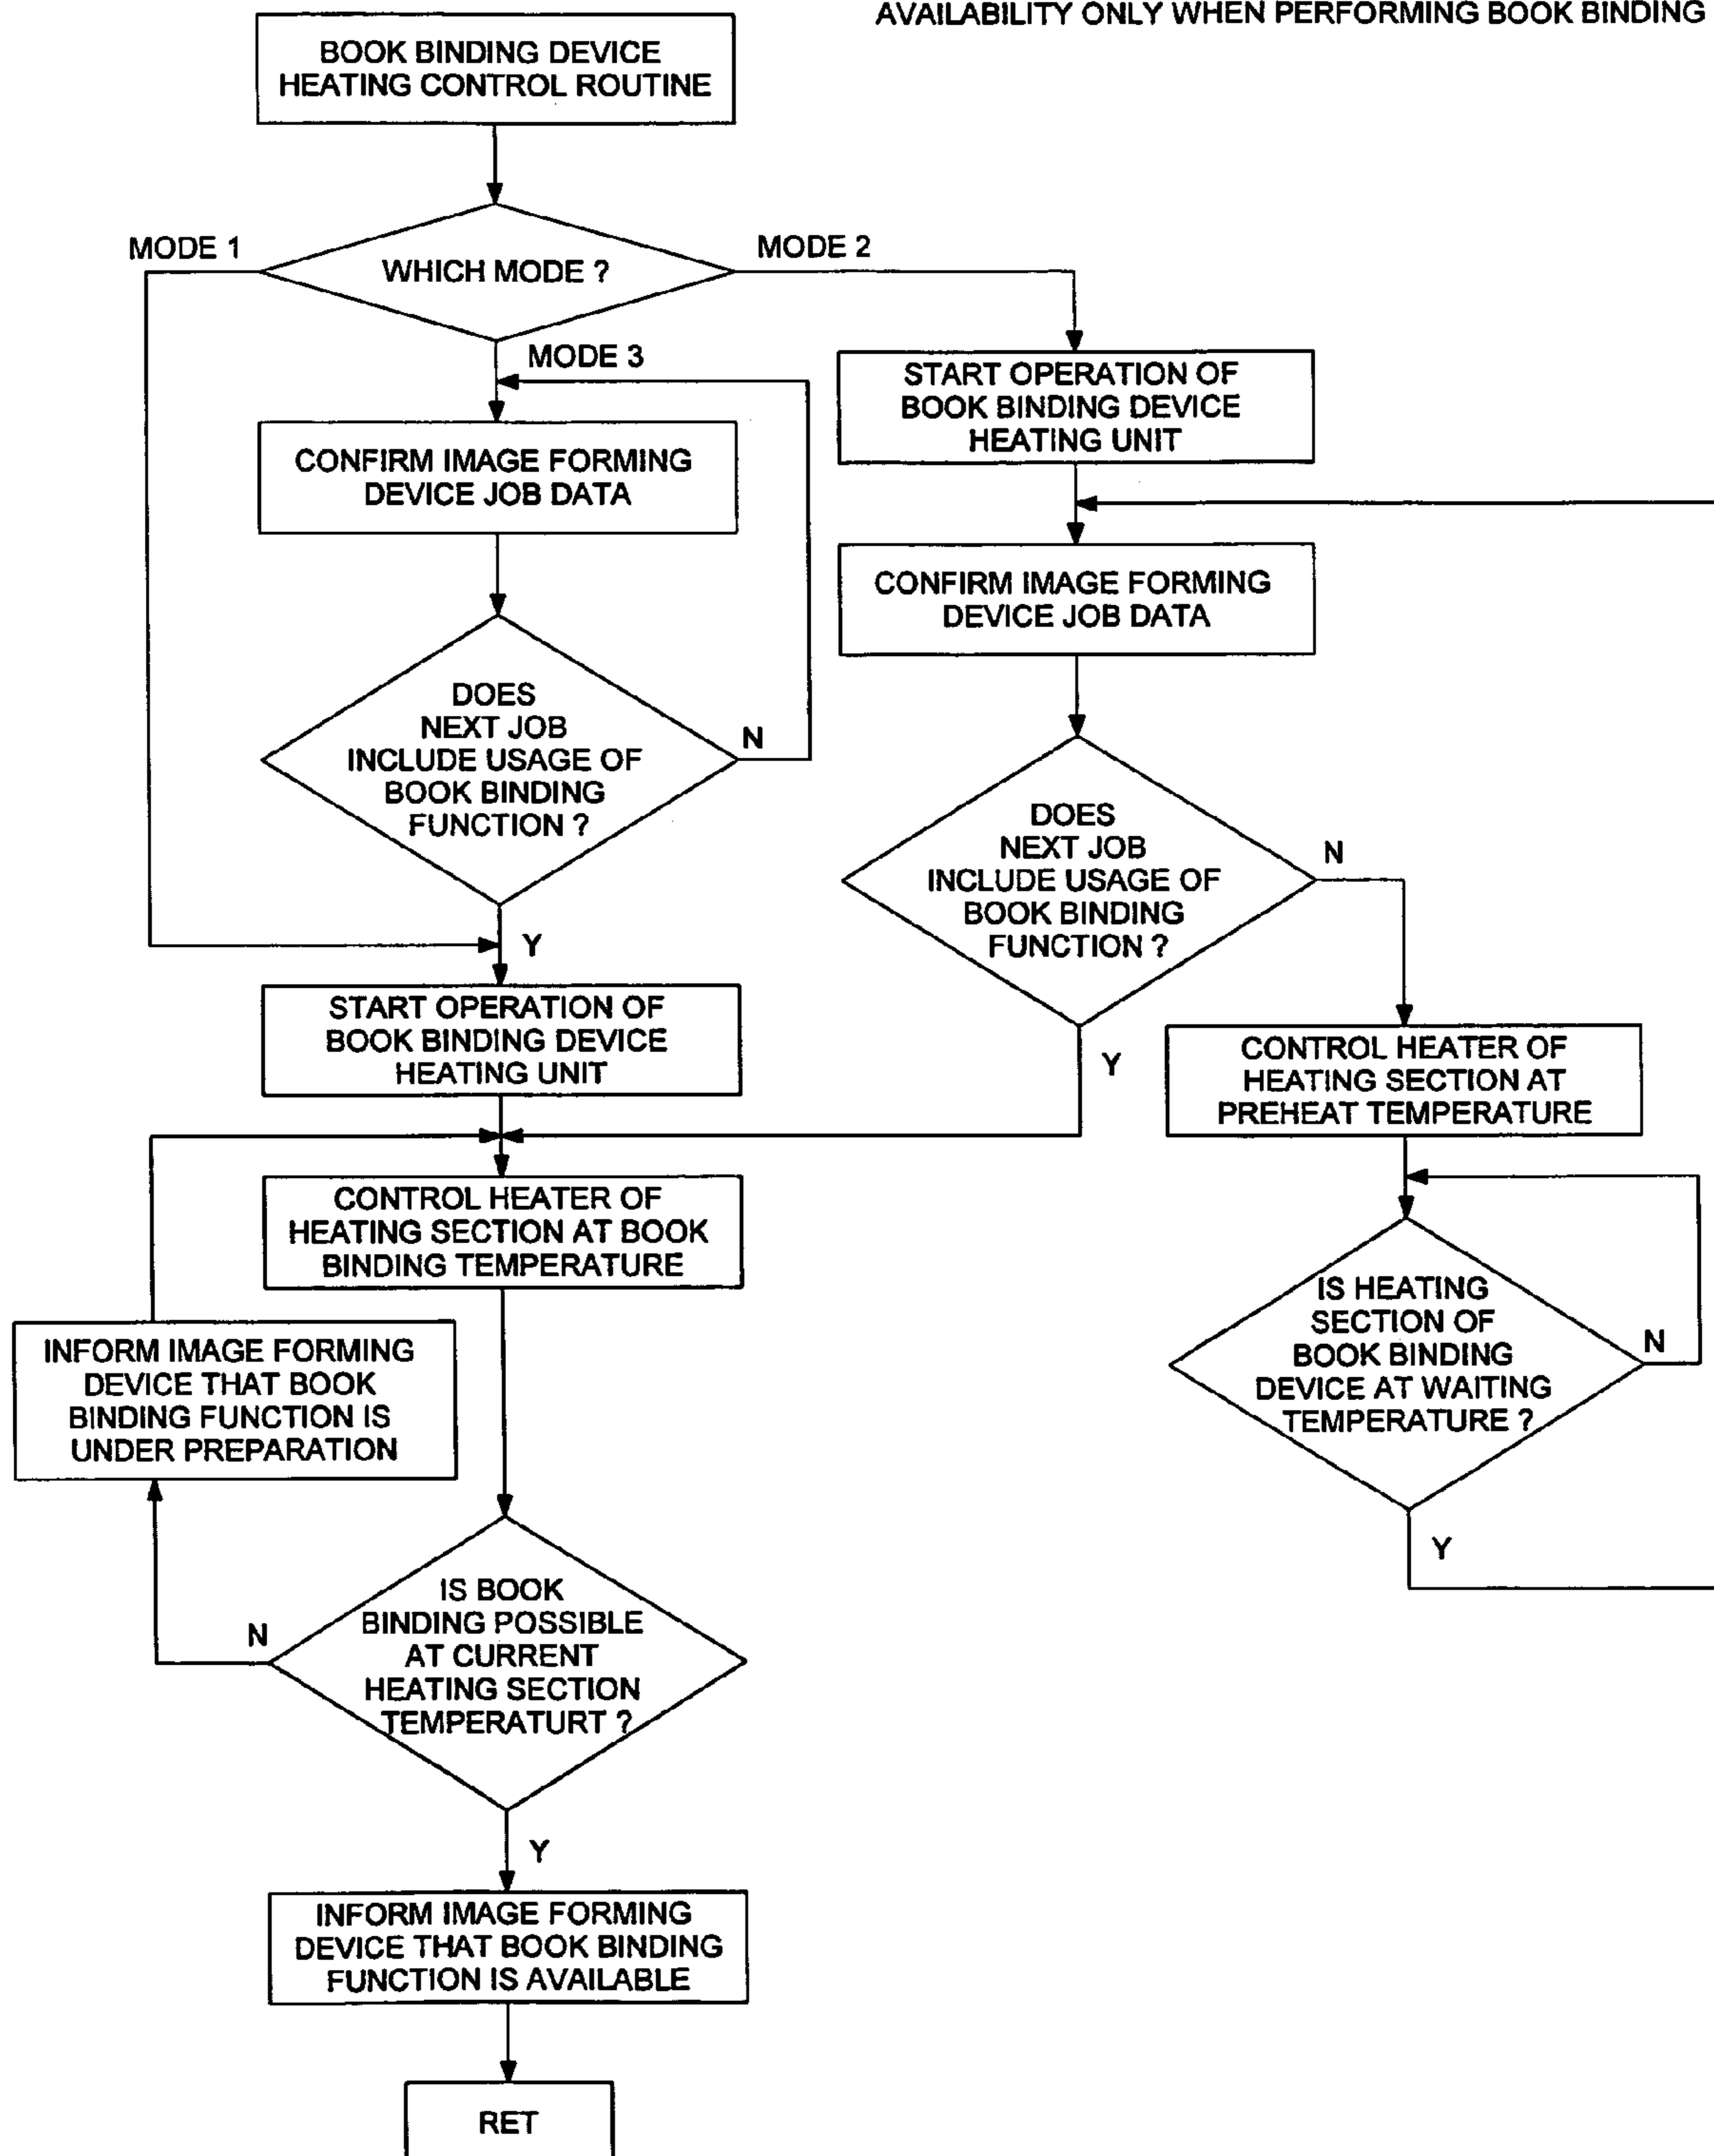 AVAILABILITY ONLY WHEN PERFORMING BOOK BINDING
BOOK BINDING DEVICE
HEATING CONTROL ROUTINE
MODE 1
WHICH MODE ?
MODE 2
MODE 3
CONFIRM IMAGE FORMING
DEVICE JOB DATA
DOES
NEXT JOB
INCLUDE USAGE OF
BOOK BINDING
FUNCTION ?
N
Y
START OPERATION OF
BOOK BINDING DEVICE
HEATING UNIT
START OPERATION OF
BOOK BINDING DEVICE
HEATING UNIT
CONFIRM IMAGE FORMING
DEVICE JOB DATA
DOES
NEXT JOB
INCLUDE USAGE OF
BOOK BINDING
FUNCTION ?
N
Y
CONTROL HEATER OF
HEATING SECTION AT
PREHEAT TEMPERATURE
IS HEATING
SECTION OF
BOOK BINDING
DEVICE AT WAITING
TEMPERATURE ?
N
Y
CONTROL HEATER OF
HEATING SECTION AT BOOK
BINDING TEMPERATURE
INFORM IMAGE FORMING
DEVICE THAT BOOK
BINDING FUNCTION IS
UNDER PREPARATION
IS BOOK
BINDING POSSIBLE
AT CURRENT
HEATING SECTION
TEMPERATURT ?
N
Y
INFORM IMAGE FORMING
DEVICE THAT BOOK BINDING
FUNCTION IS AVAILABLE
RET